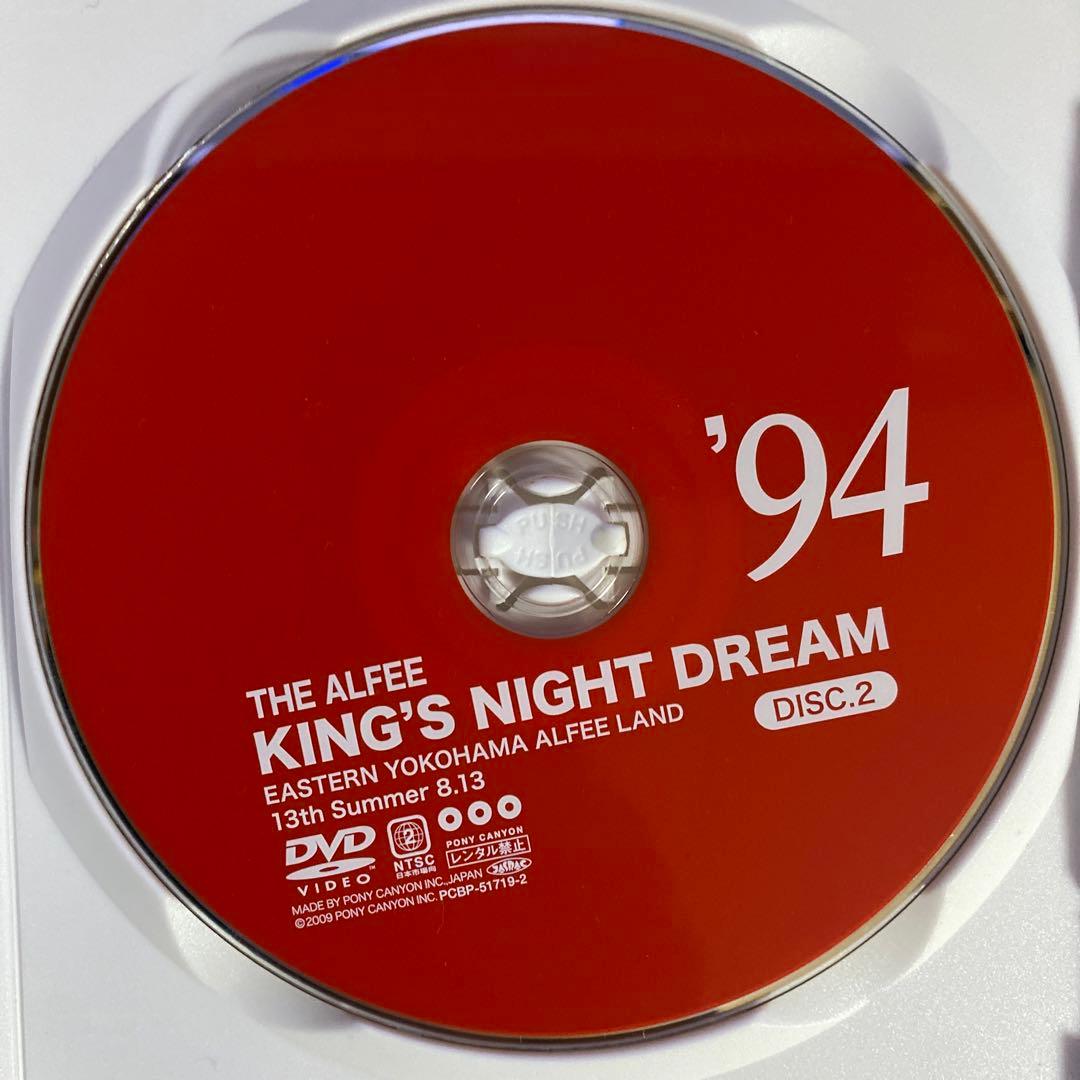 '94
PUSH
PUSH
THE ALFEE
KING'S NIGHT DREAM
EASTERN YOKOHAMA ALFEE LAND
DISC.2
13th Summer 8.13
DVD
VIDEO
2
NTSC
日本市場向
PONY CANYON
レンタル禁止
JASRAC
MADE BY PONY CANYON INC.,JAPAN
©2009 PONY CANYON INC. PCBP-51719-2